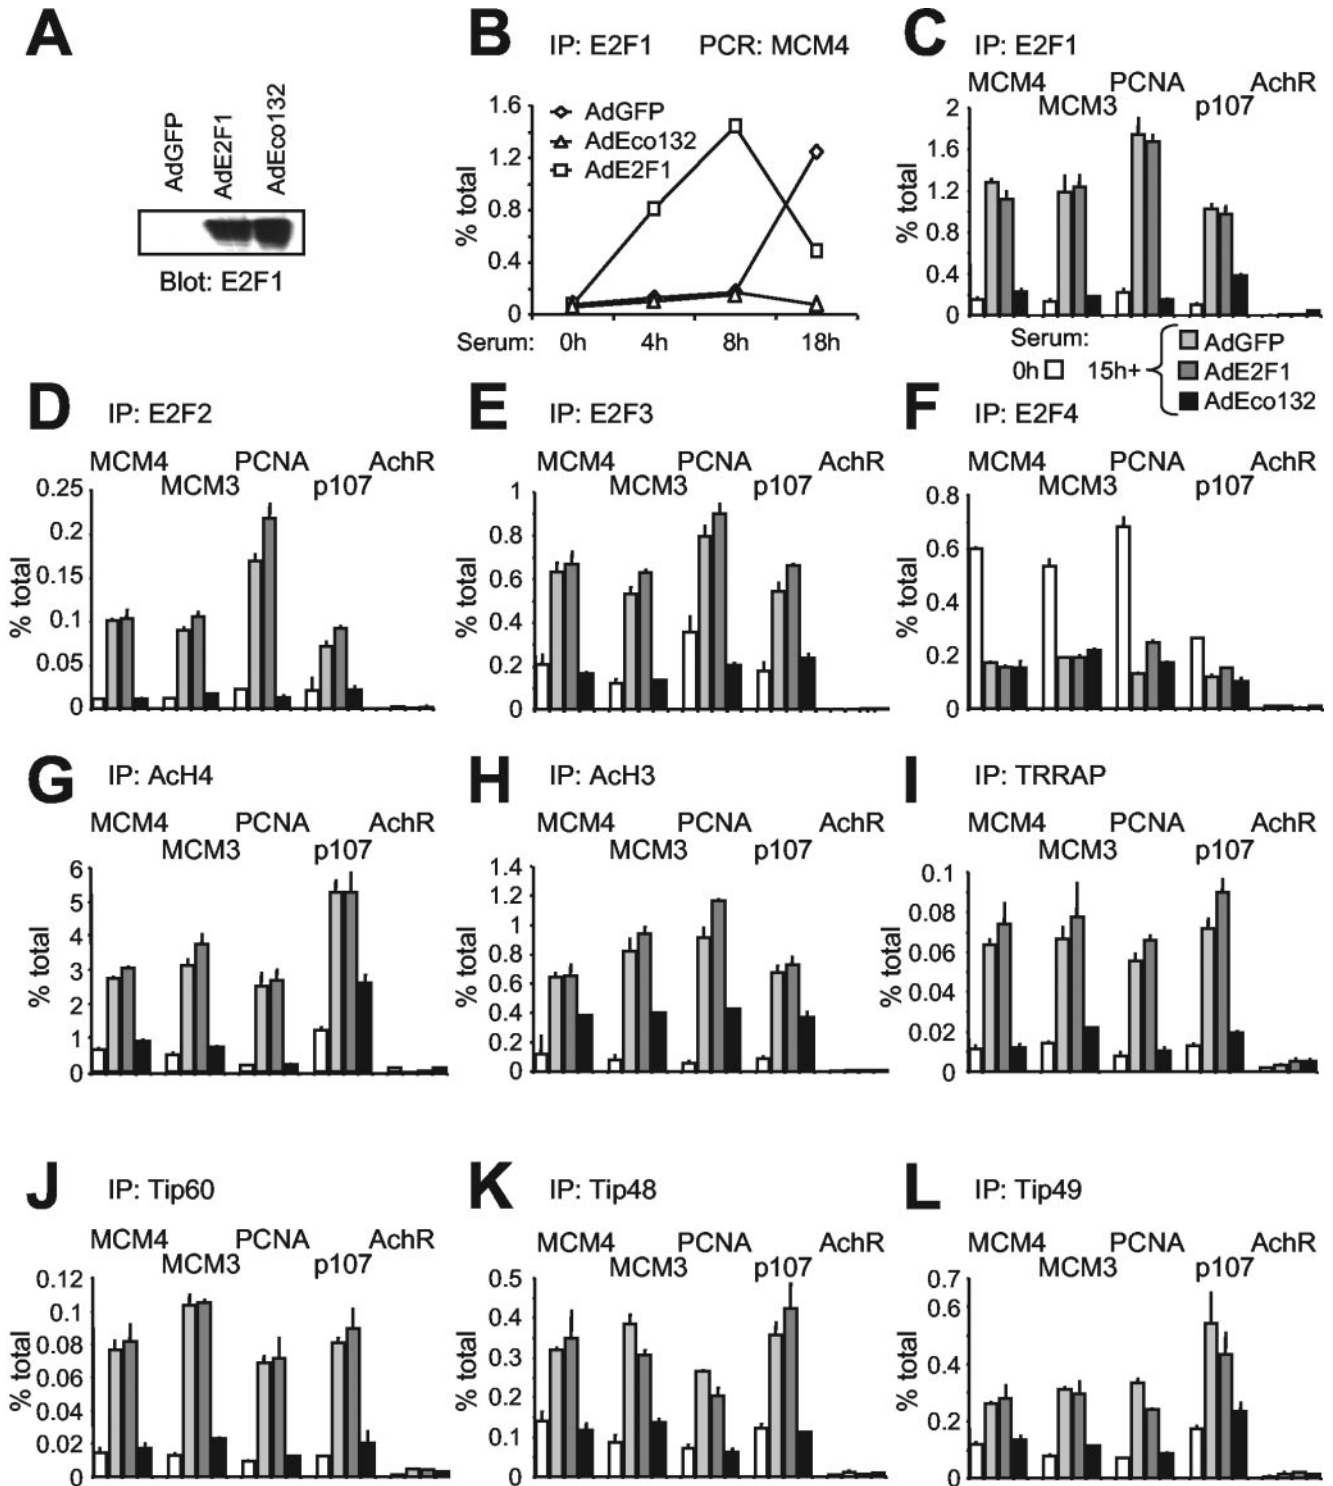 A
AdGFP
AdE2F1
AdEco132
Blot: E2F1
B IP: E2F1 PCR: MCM4
% total
1.6
1.2
0.8
0.4
0
AdGFP
AdEco132
AdE2F1
Serum: 0h 4h 8h 18h
C IP: E2F1
MCM4 PCNA AchR
MCM3 p107
% total
2
1.6
1.2
0.8
0.4
0
Serum:
0h 15h+
AdGFP
AdE2F1
AdEco132
D IP: E2F2
MCM4 PCNA AchR
MCM3 p107
% total
0.25
0.2
0.15
0.1
0.05
0
E IP: E2F3
MCM4 PCNA AchR
MCM3 p107
% total
1
0.8
0.6
0.4
0.2
0
F IP: E2F4
MCM4 PCNA AchR
MCM3 p107
% total
0.8
0.6
0.4
0.2
0
G IP: AcH4
MCM4 PCNA AchR
MCM3 p107
% total
6
5
4
3
2
1
0
H IP: AcH3
MCM4 PCNA AchR
MCM3 p107
% total
1.4
1.2
1
0.8
0.6
0.4
0.2
0
I IP: TRRAP
MCM4 PCNA AchR
MCM3 p107
% total
0.1
0.08
0.06
0.04
0.02
0
J IP: Tip60
MCM4 PCNA AchR
MCM3 p107
% total
0.12
0.1
0.08
0.06
0.04
0.02
0
K IP: Tip48
MCM4 PCNA AchR
MCM3 p107
% total
0.5
0.4
0.3
0.2
0.1
0
L IP: Tip49
MCM4 PCNA AchR
MCM3 p107
% total
0.7
0.6
0.4
0.2
0